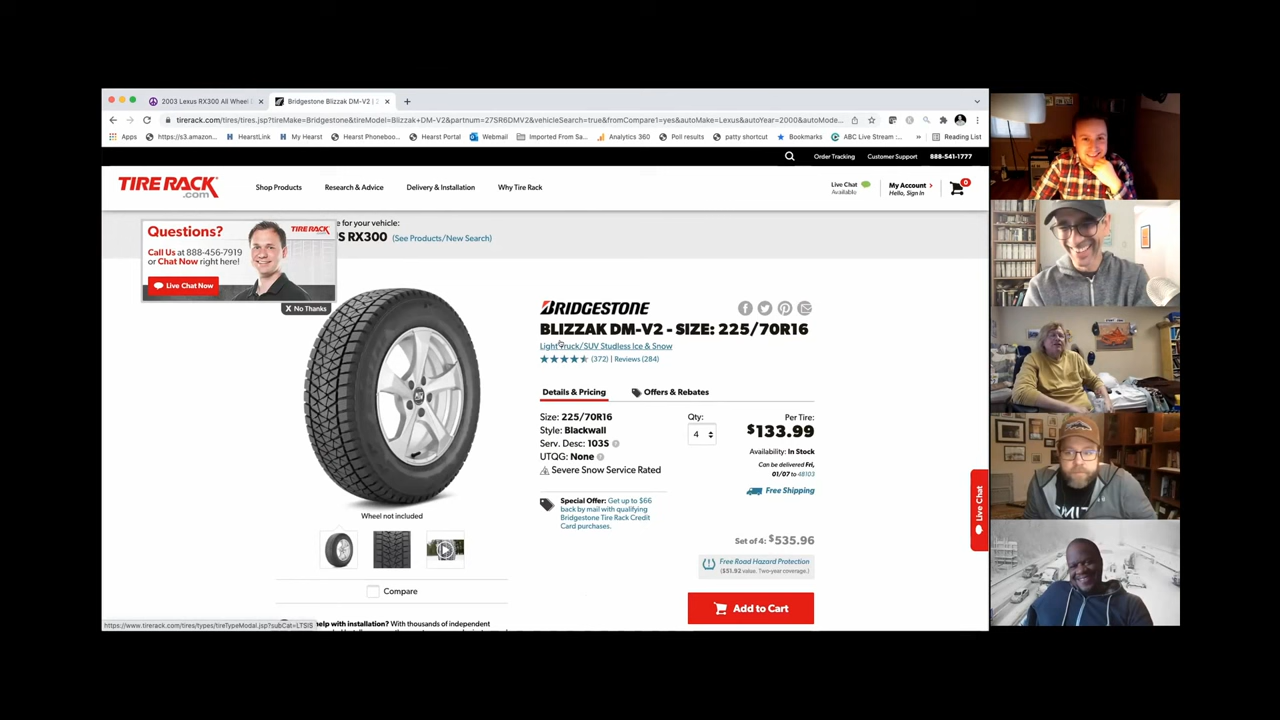 2003 Lexus RX300 All Wheel
Bridgestone Blizzak DM-V2 | 2
tirerack.com/tires/tires.jsp?tireMake=Bridgestone&tireModel=Blizzak+DM-V2&partnum=27SR6DMV2&vehicleSearch=true&fromCompare1=yes&autoMake=Lexus&autoYear=2000&autoMode...
Apps
https://s3.amazon...
HearstLink
My Hearst
Hearst Phoneboo...
Hearst Portal
Webmail
Imported From Sa...
Analytics 360
Poll results
patty shortcut
Bookmarks
ABC Live Stream :...
»
Reading List
Order Tracking
Customer Support
888-541-1777
TIRE RACK
.com
Shop Products
Research & Advice
Delivery & Installation
Why Tire Rack
Live Chat
Available
My Account
Hello, Sign In
0
Questions?
TIRE RACK
Call Us at 888-456-7919
or Chat Now right here!
Live Chat Now
X No Thanks
e for your vehicle:
S RX300 (See Products/New Search)
BRIDGESTONE
BLIZZAK DM-V2 - SIZE: 225/70R16
Light Truck/SUV Studless Ice & Snow
(372) | Reviews (284)
Details & Pricing
Offers & Rebates
Size: 225/70R16
Style: Blackwall
Serv. Desc: 103S
UTQG: None
Severe Snow Service Rated
Qty:
4
Per Tire:
$133.99
Availability: In Stock
Can be delivered Fri,
01/07 to 48103
Free Shipping
Special Offer: Get up to $66
back by mail with qualifying
Bridgestone Tire Rack Credit
Card purchases.
Set of 4: $535.96
Free Road Hazard Protection
($51.92 value. Two-year coverage.)
Add to Cart
Wheel not included
Compare
help with installation? With thousands of independent
Live Chat
https://www.tirerack.com/tires/types/tireTypeModal.jsp?subCat=LTSIS